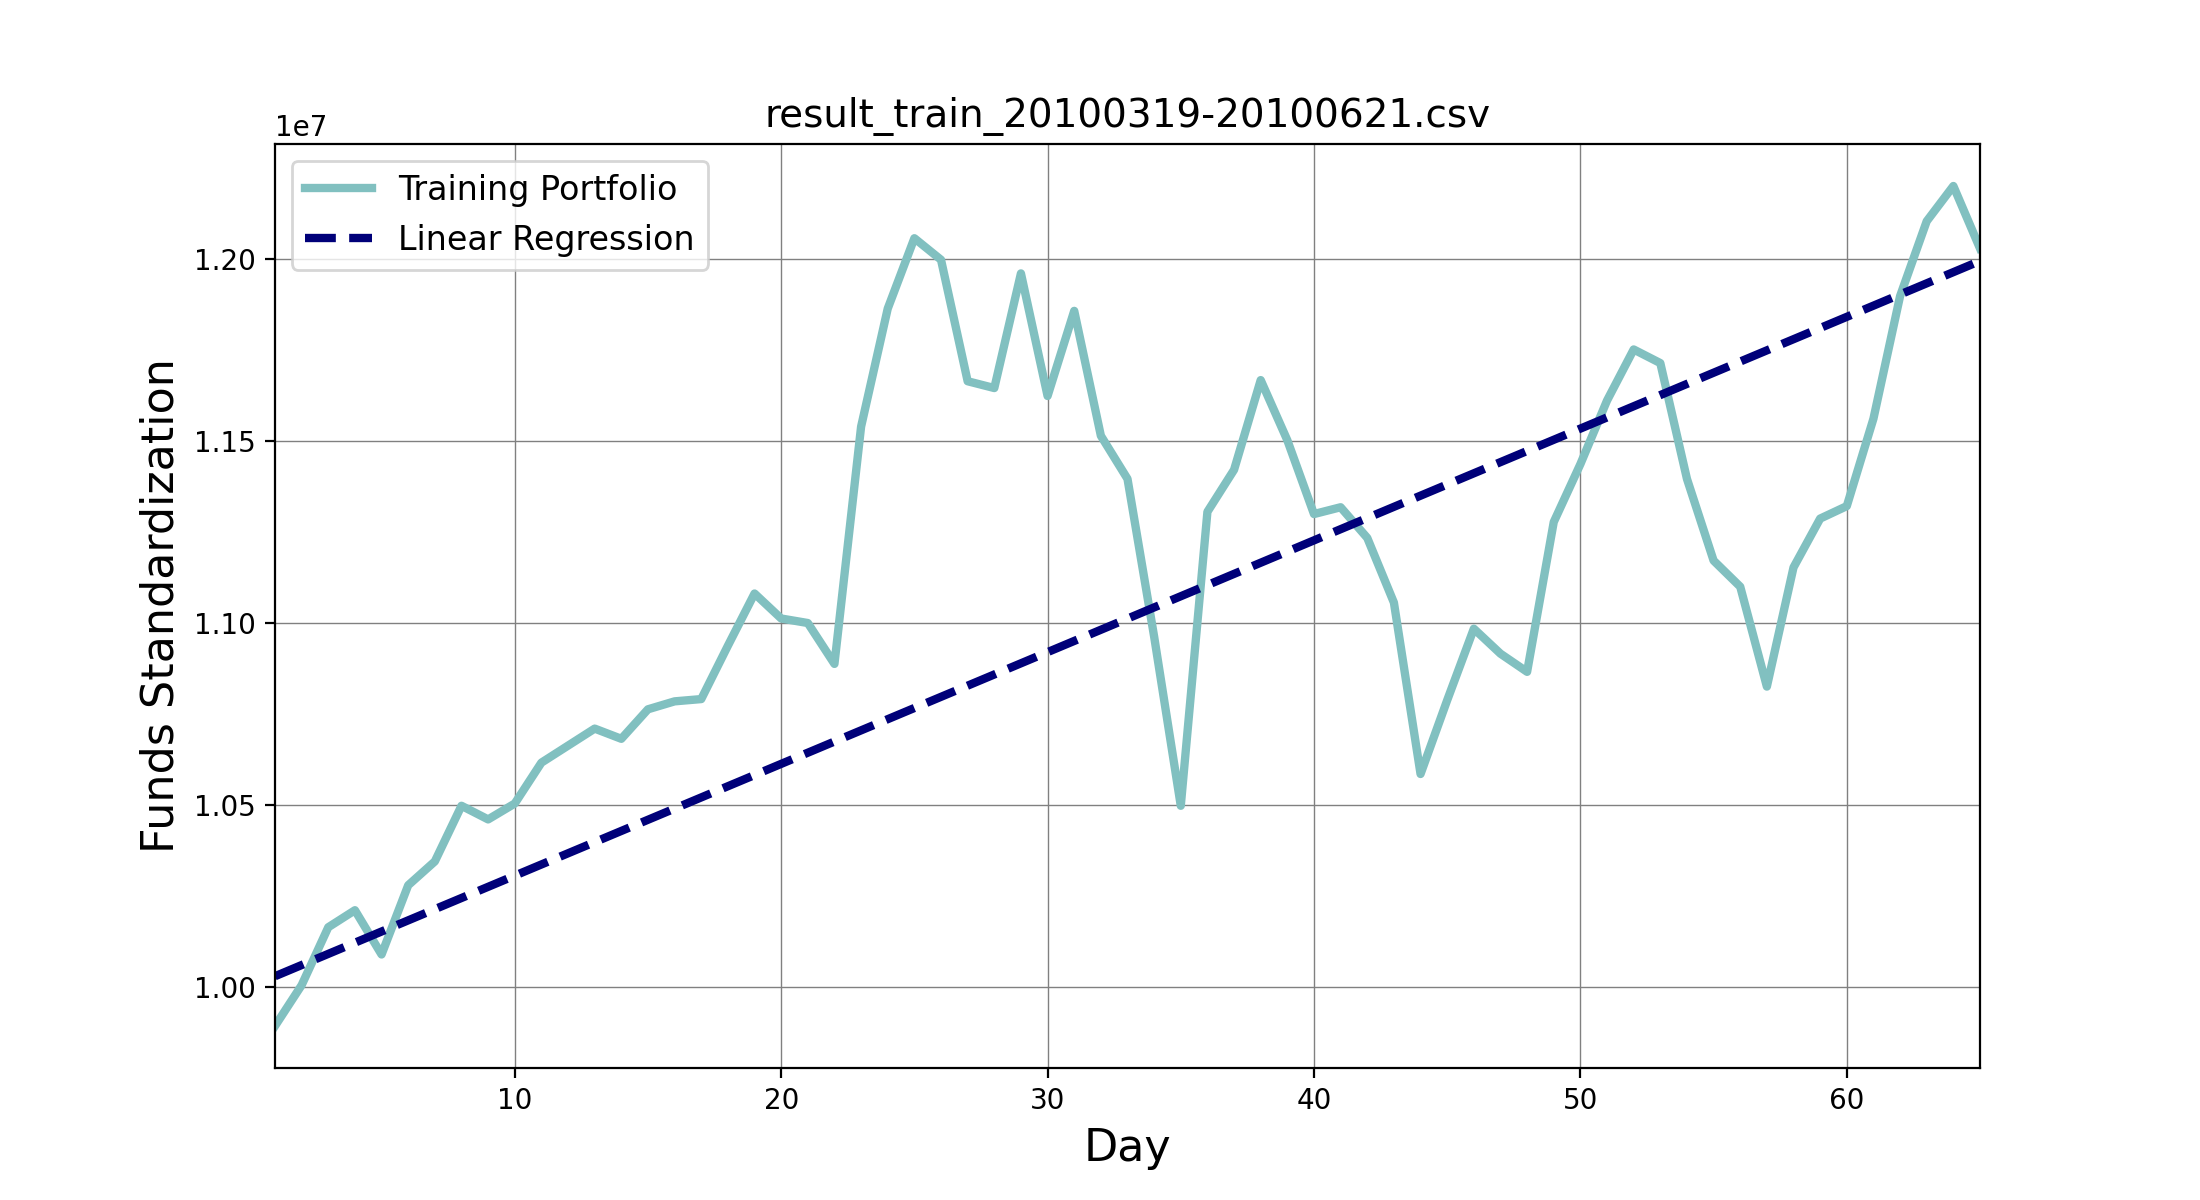 result_train_20100319-20100621.csv
1e7
Training Portfolio
Linear Regression
1.20
1.15
1.10
1.05
1.00
Funds Standardization
10 20 30 40 50 60
Day